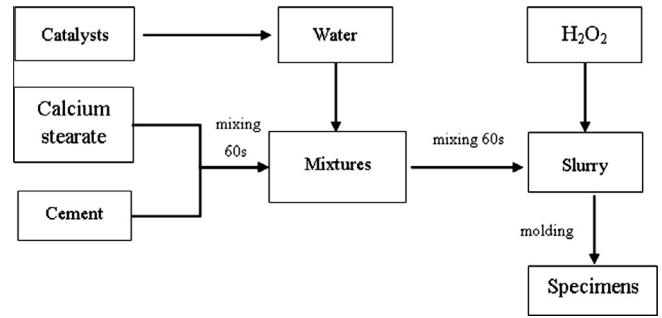 Catalysts
Water
H₂O₂
Calcium
stearate
mixing
60s
Mixtures
mixing 60s
Slurry
Cement
molding
Specimens